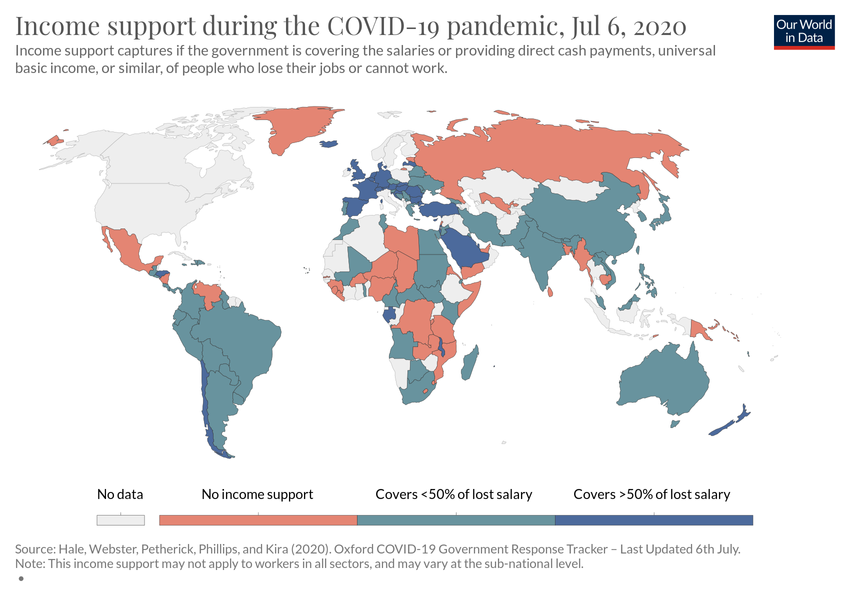 Income support during the COVID-19 pandemic, Jul 6, 2020
Our World
in Data
Income support captures if the government is covering the salaries or providing direct cash payments, universal
basic income, or similar, of people who lose their jobs or cannot work.
No data
No income support
Covers <50% of lost salary
Covers >50% of lost salary
Source: Hale, Webster, Petherick, Phillips, and Kira (2020). Oxford COVID-19 Government Response Tracker – Last Updated 6th July.
Note: This income support may not apply to workers in all sectors, and may vary at the sub-national level.
•